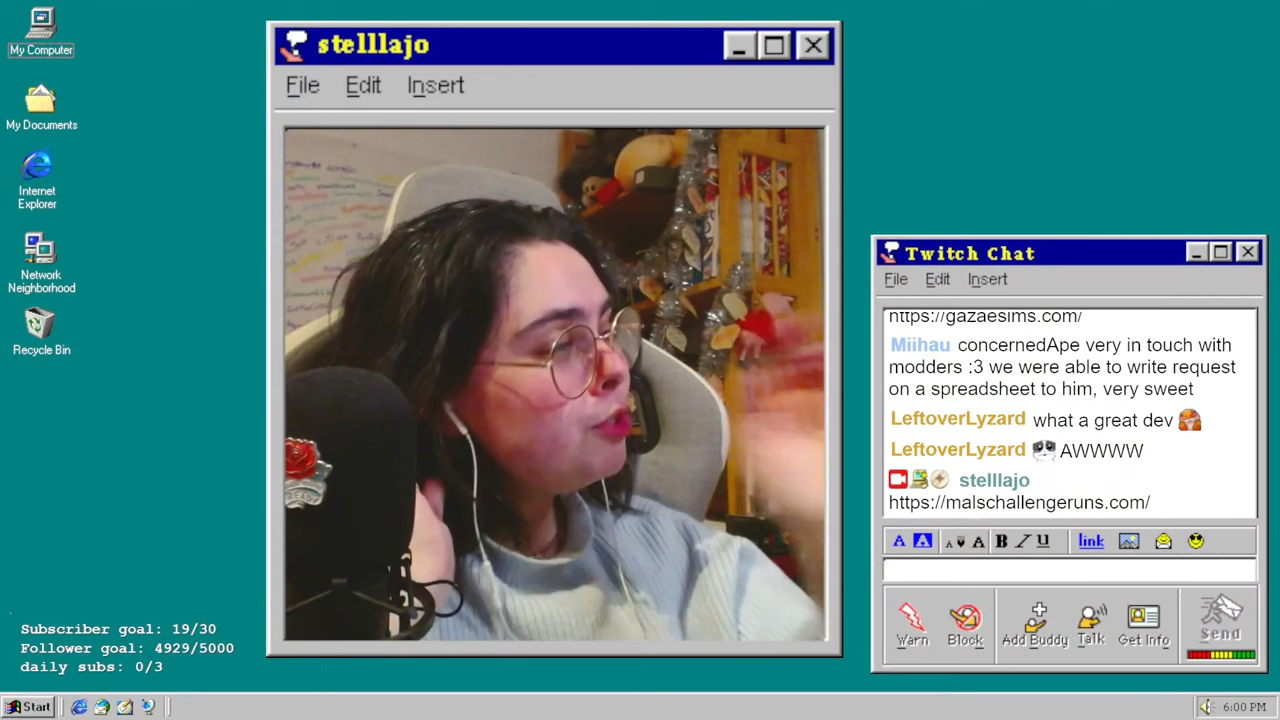 My Computer
My Documents
Internet
Explorer
Network
Neighborhood
Recycle Bin
Subscriber goal: 19/30
Follower goal: 4929/5000
daily subs: 0/3
stelllajo
File Edit Insert
READY
Twitch Chat
File Edit Insert
https://gazaesims.com/
Miihau concernedApe very in touch with
modders :3 we were able to write request
on a spreadsheet to him, very sweet
LeftoverLyzard what a great dev
LeftoverLyzard AWWWW
stelllajo
https://malschallengeruns.com/
A A A A B I U link
Warn Block Add Buddy Talk Get Info Send
Start
6:00 PM